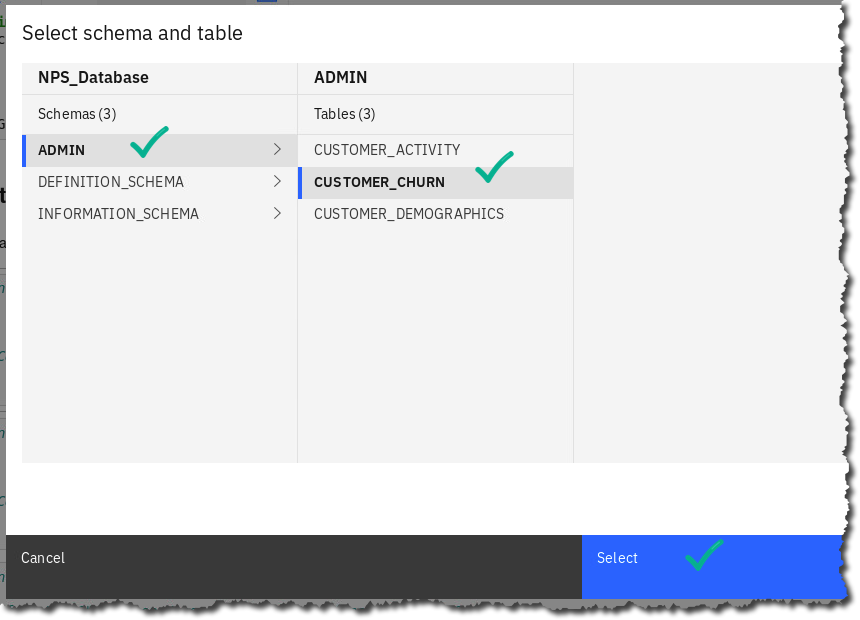 Select schema and table
NPS_Database
Schemas (3)
ADMIN
DEFINITION_SCHEMA
INFORMATION_SCHEMA
ADMIN
Tables (3)
CUSTOMER_ACTIVITY
CUSTOMER_CHURN
CUSTOMER_DEMOGRAPHICS
Cancel
Select